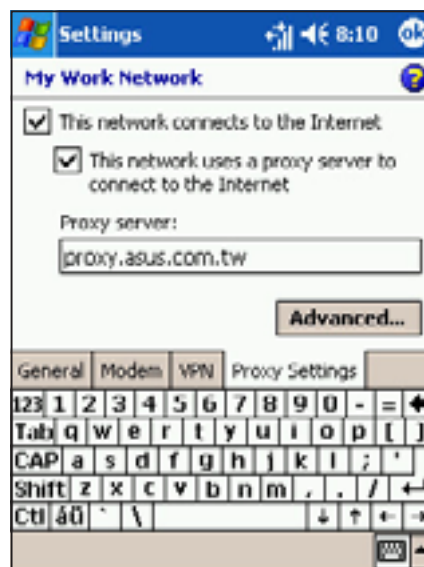 Settings 8:10 ok
My Work Network
This network connects to the Internet
This network uses a proxy server to
connect to the Internet
Proxy server:
proxy.asus.com.tw
Advanced...
General Modem VPN Proxy Settings
123 1 2 3 4 5 6 7 8 9 0 - =
Tab q w e r t y u i o p [ ]
CAP a s d f g h j k l ; '
Shift z x c v b n m , . /
Ctl áü ` \